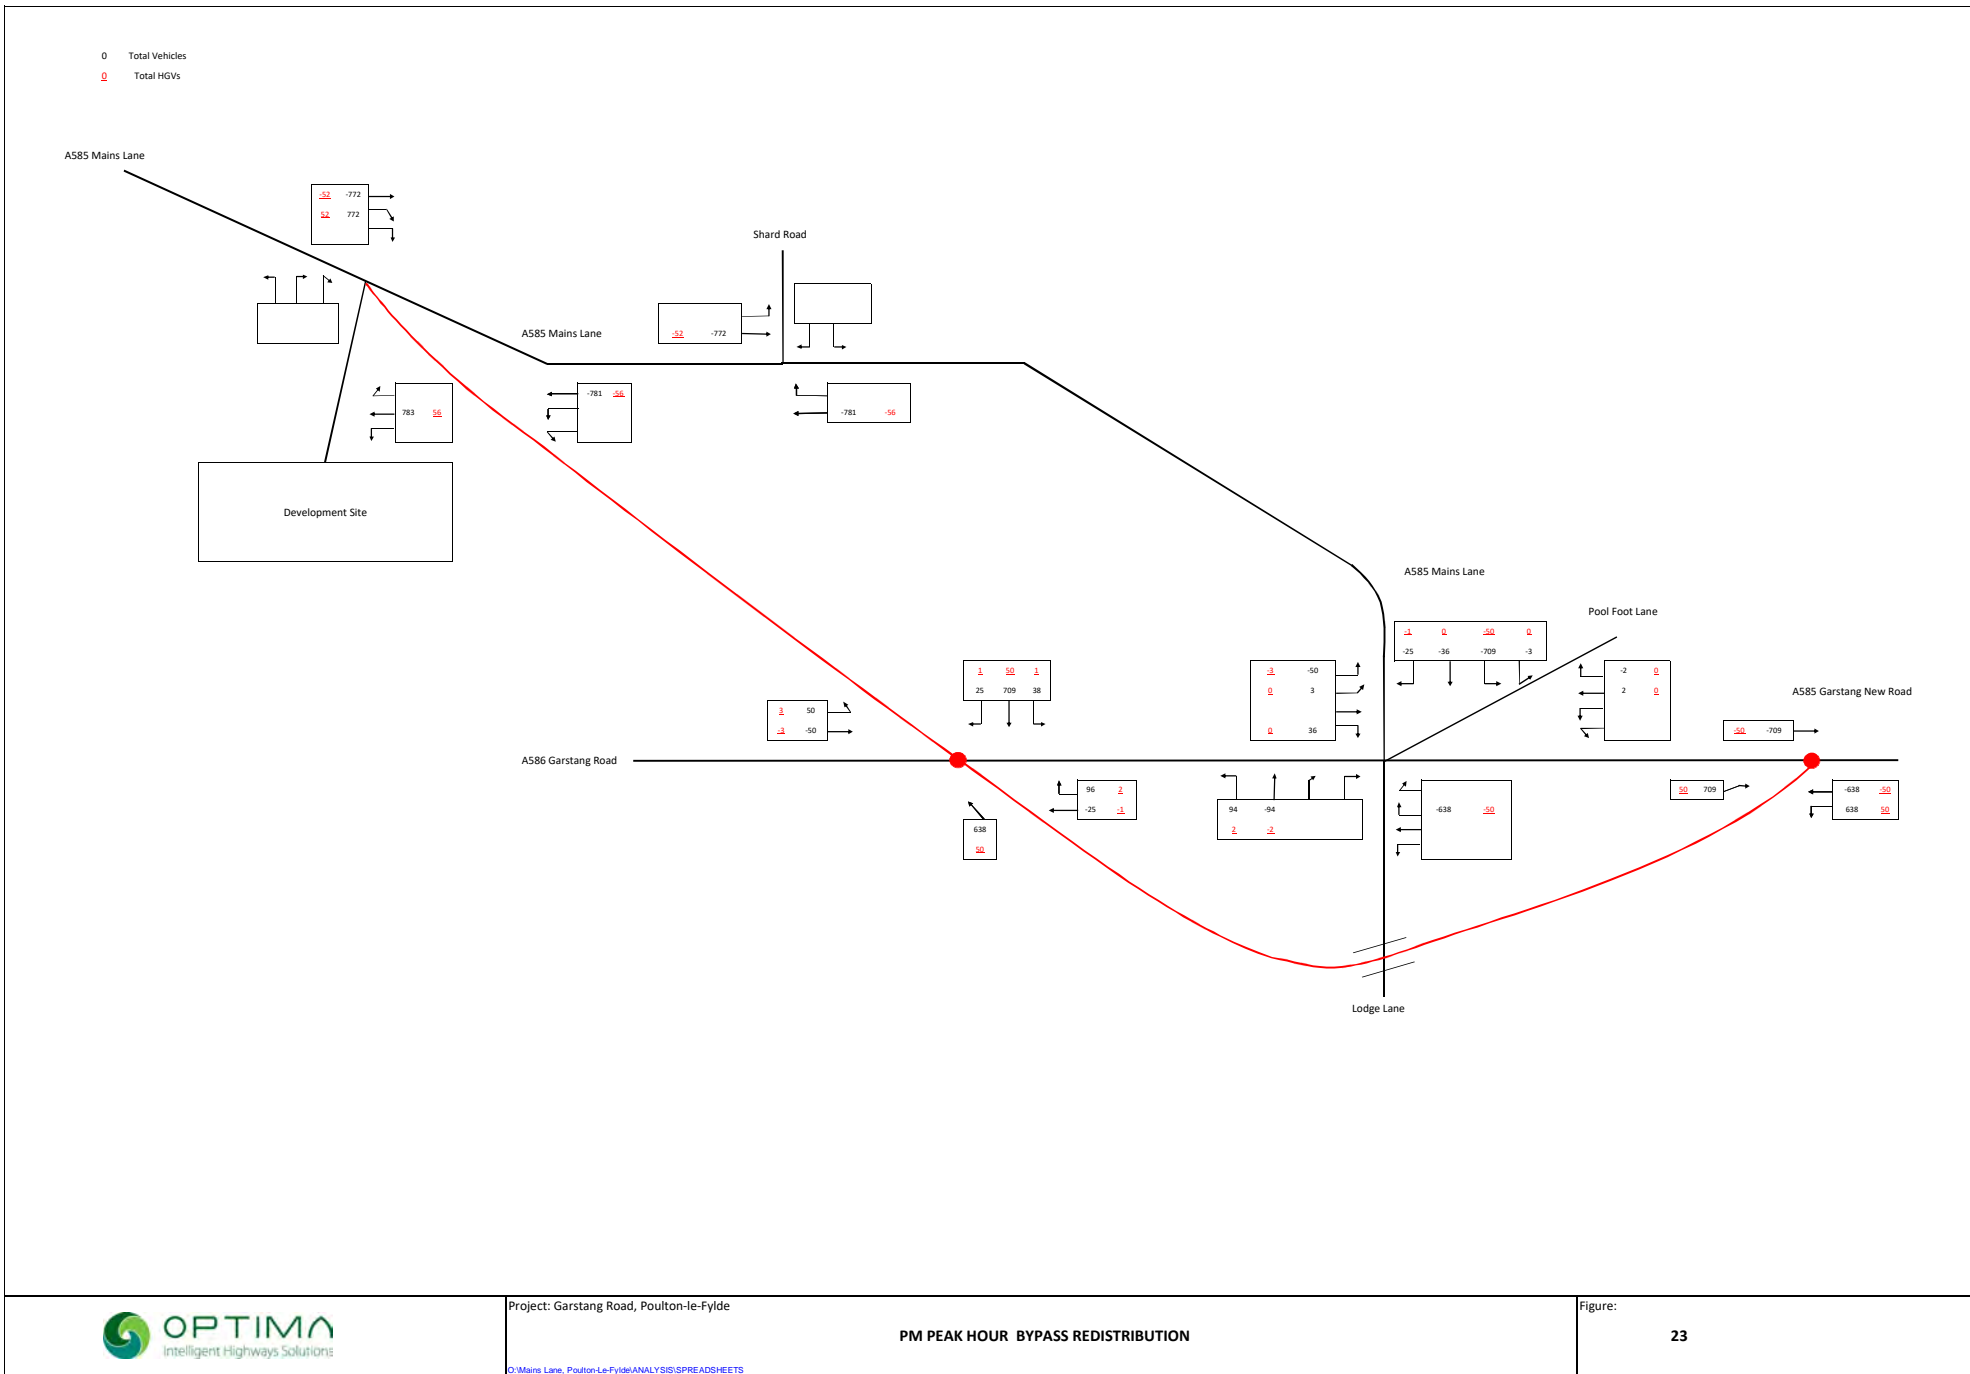 0 Total Vehicles
0 Total HGVs
A585 Mains Lane
-52 -772
52 772
Shard Road
A585 Mains Lane
-52 -772
783 56
-781 -56
-781 -56
Development Site
A585 Mains Lane
Pool Foot Lane
-1 0 -50 0
-25 -36 -709 -3
1 50 1
25 709 38
-3 -50
0 3
0 36
-2 0
2 0
A585 Garstang New Road
3 50
-3 -50
-50 -709
A586 Garstang Road
96 2
-25 -1
94 -94
2 -2
-638 -50
50 709
-638 -50
638 50
638
50
Lodge Lane
OPTIMA
Intelligent Highways Solutions
Project: Garstang Road, Poulton-le-Fylde
PM PEAK HOUR BYPASS REDISTRIBUTION
O:\Mains Lane, Poulton-Le-Fylde\ANALYSIS\SPREADSHEETS
Figure:
23